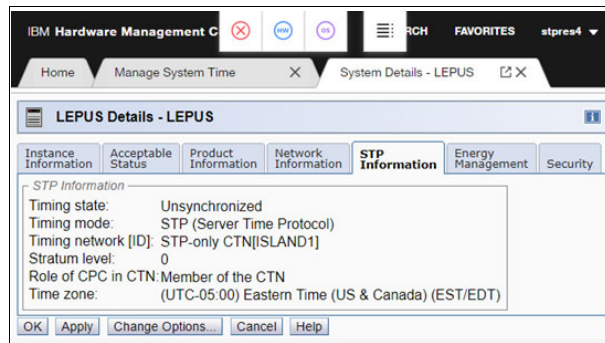 IBM Hardware Management C
HW
OS
RCH
FAVORITES
stpres4
Home
Manage System Time
System Details - LEPUS
LEPUS Details - LEPUS
Instance Information
Acceptable Status
Product Information
Network Information
STP Information
Energy Management
Security
STP Information
Timing state: Unsynchronized
Timing mode: STP (Server Time Protocol)
Timing network [ID]: STP-only CTN[ISLAND1]
Stratum level: 0
Role of CPC in CTN: Member of the CTN
Time zone: (UTC-05:00) Eastern Time (US & Canada) (EST/EDT)
OK Apply Change Options... Cancel Help